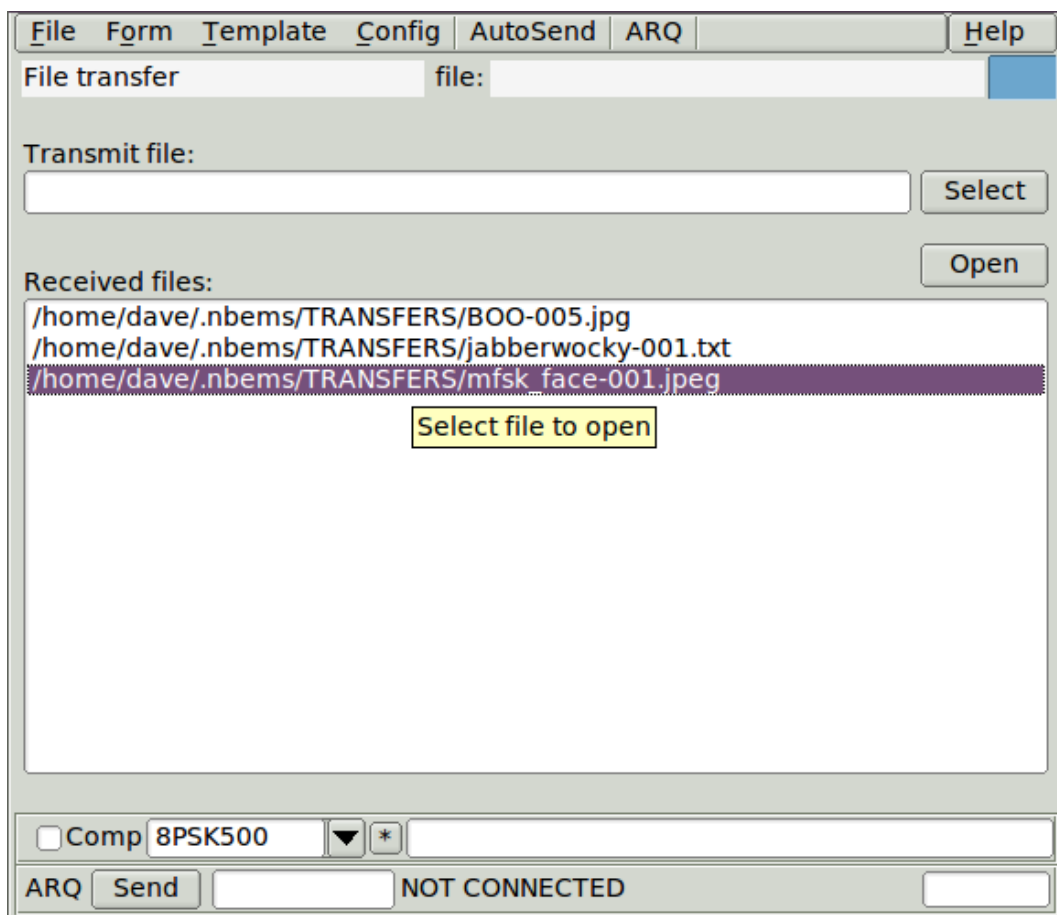 File Form Template Config AutoSend ARQ Help
File transfer file:
Transmit file:
Select
Open
Received files:
/home/dave/.nbems/TRANSFERS/BOO-005.jpg
/home/dave/.nbems/TRANSFERS/jabberwocky-001.txt
/home/dave/.nbems/TRANSFERS/mfsk_face-001.jpeg
Select file to open
Comp 8PSK500 *
ARQ Send NOT CONNECTED